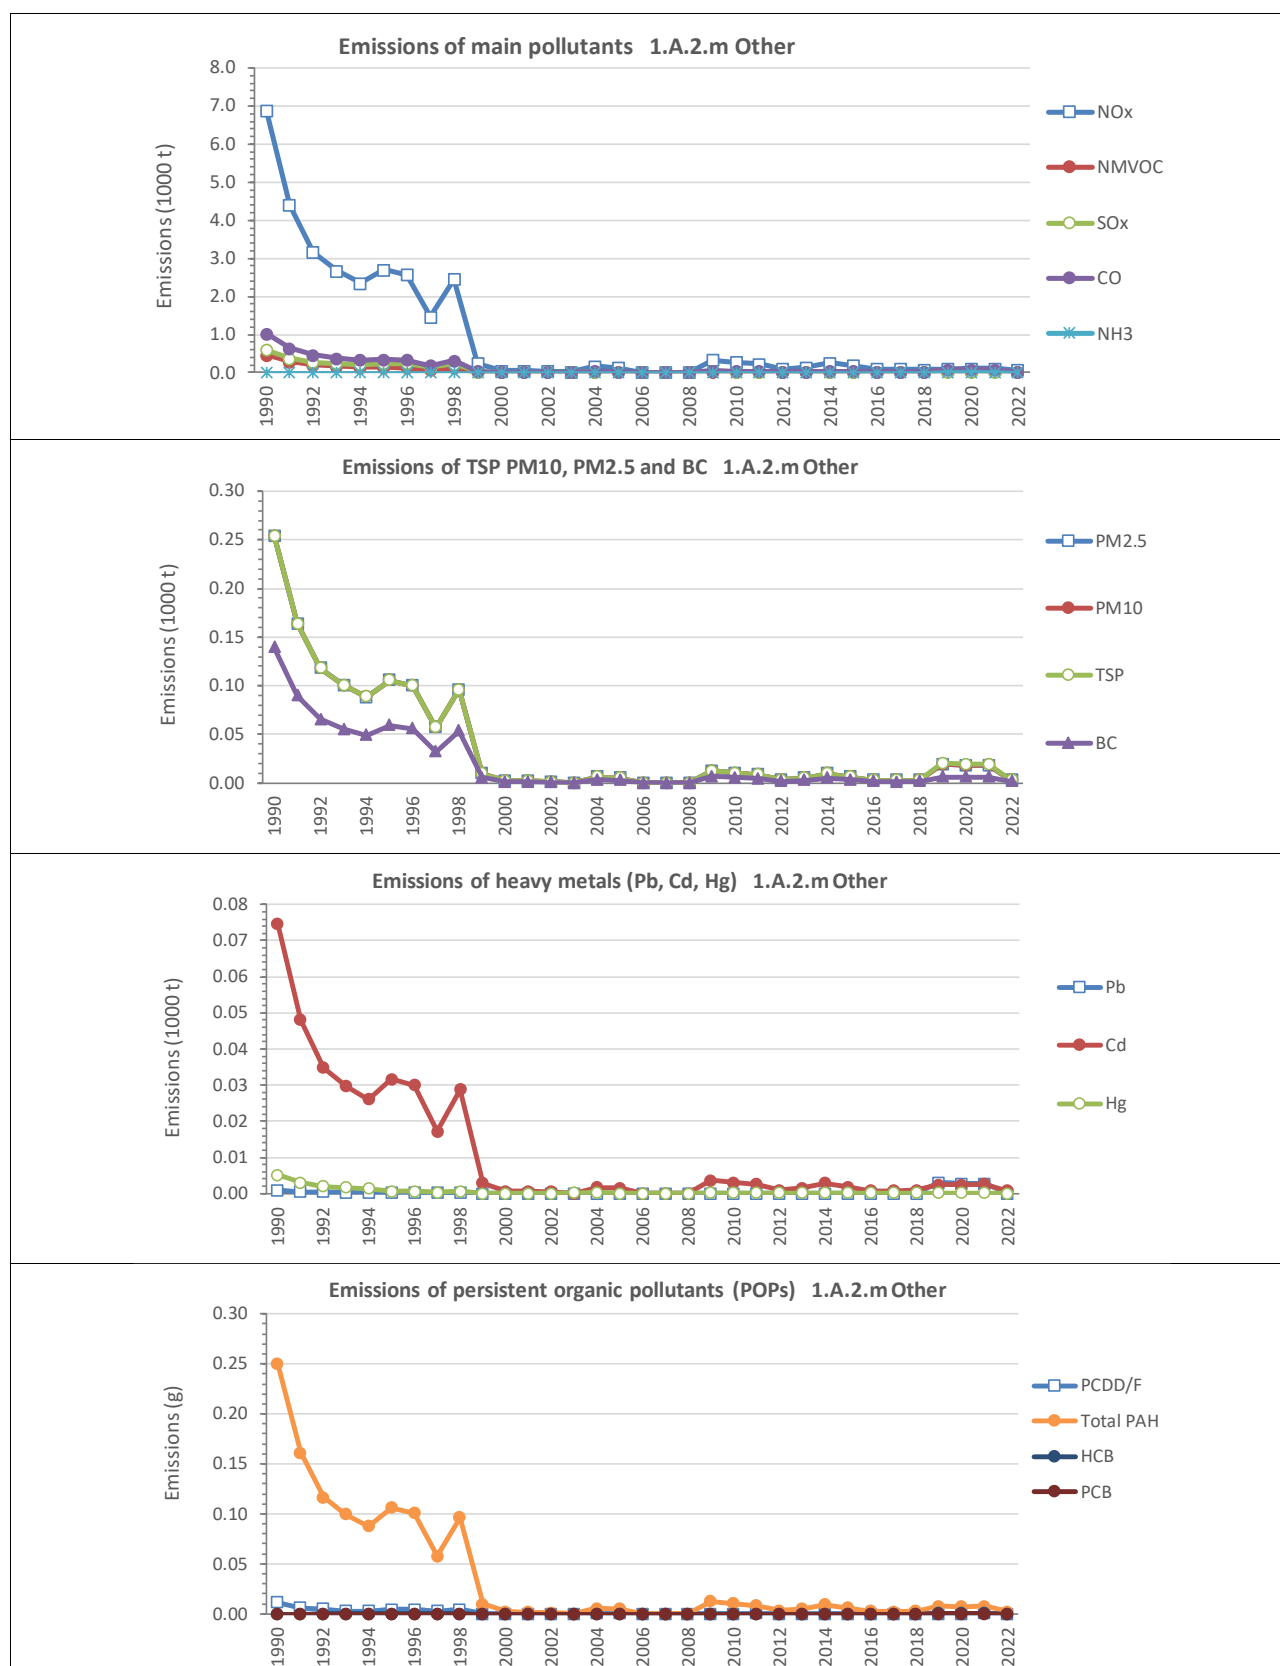 Emissions of main pollutants 1.A.2.m Other
8.0
7.0
6.0
5.0
4.0
3.0
2.0
1.0
0.0
Emissions (1000 t)
1990 1992 1994 1996 1998 2000 2002 2004 2006 2008 2010 2012 2014 2016 2018 2020 2022
NOx
NMVOC
SOx
CO
NH3
Emissions of TSP PM10, PM2.5 and BC 1.A.2.m Other
0.30
0.25
0.20
0.15
0.10
0.05
0.00
Emissions (1000 t)
1990 1992 1994 1996 1998 2000 2002 2004 2006 2008 2010 2012 2014 2016 2018 2020 2022
PM2.5
PM10
TSP
BC
Emissions of heavy metals (Pb, Cd, Hg) 1.A.2.m Other
0.08
0.07
0.06
0.05
0.04
0.03
0.02
0.01
0.00
Emissions (1000 t)
1990 1992 1994 1996 1998 2000 2002 2004 2006 2008 2010 2012 2014 2016 2018 2020 2022
Pb
Cd
Hg
Emissions of persistent organic pollutants (POPs) 1.A.2.m Other
0.30
0.25
0.20
0.15
0.10
0.05
0.00
Emissions (g)
1990 1992 1994 1996 1998 2000 2002 2004 2006 2008 2010 2012 2014 2016 2018 2020 2022
PCDD/F
Total PAH
HCB
PCB